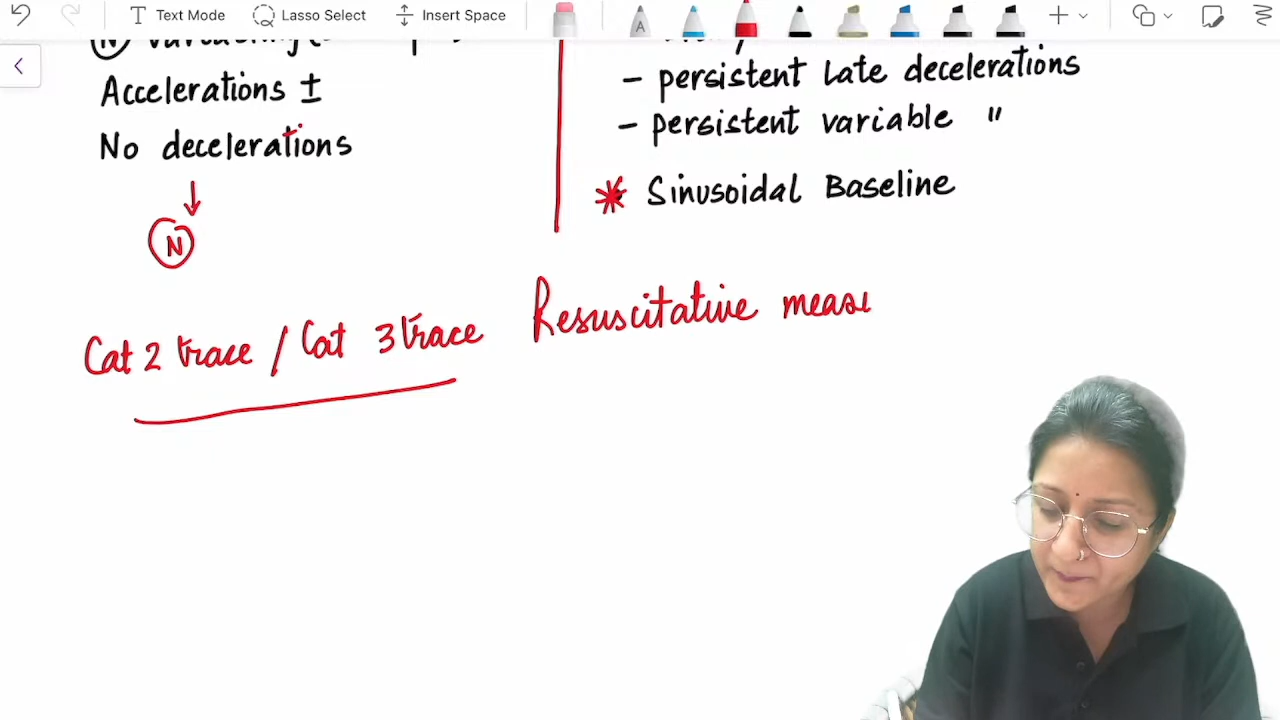 Text Mode Lasso Select Insert Space
A
Accelerations ±
No decelerations
N
- persistent Late decelerations
- persistent variable "
* Sinusoidal Baseline
Cat 2 trace / Cat 3 trace Resuscitative meas